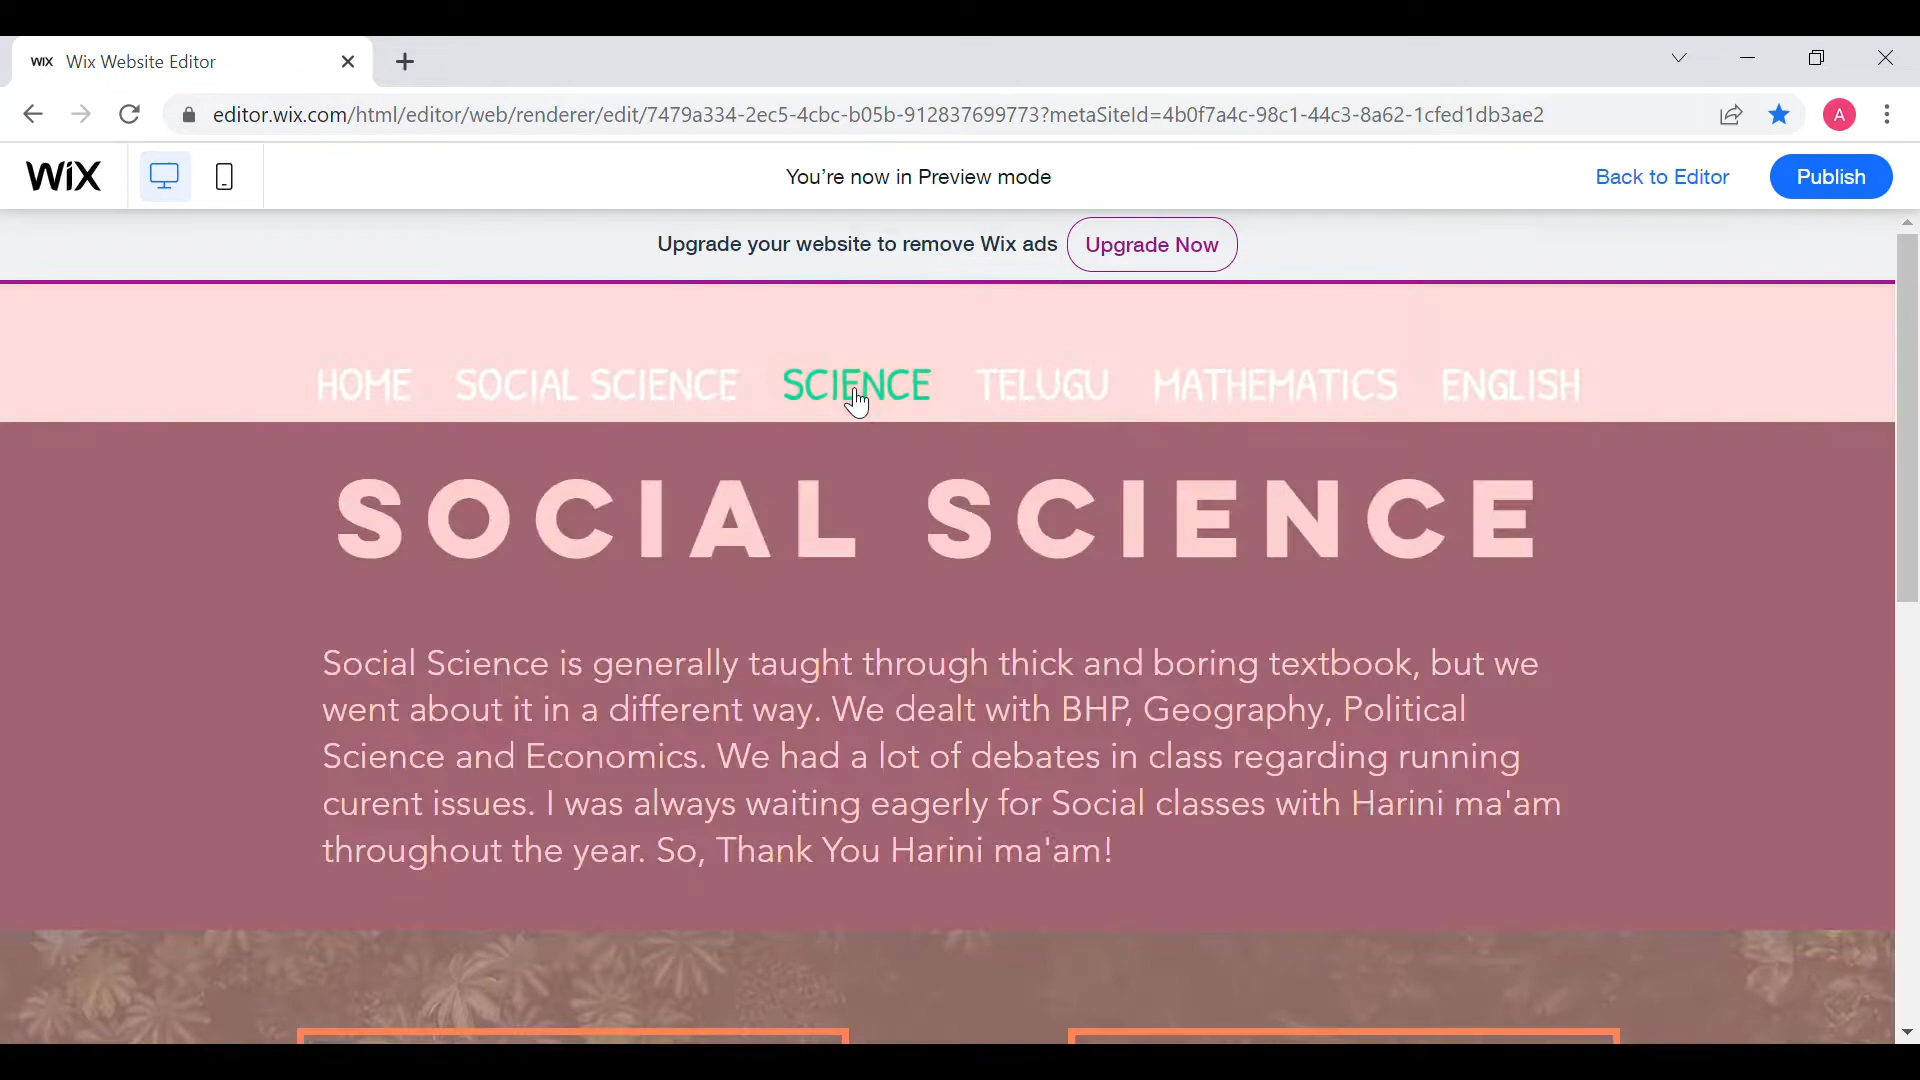 WiX Wix Website Editor
editor.wix.com/html/editor/web/renderer/edit/7479a334-2ec5-4cbc-b05b-912837699773?metaSiteId=4b0f7a4c-98c1-44c3-8a62-1cfed1db3ae2
A
WiX
You're now in Preview mode
Back to Editor
Publish
Upgrade your website to remove Wix ads
Upgrade Now
HOME SOCIAL SCIENCE SCIENCE TELUGU MATHEMATICS ENGLISH
SOCIAL SCIENCE
Social Science is generally taught through thick and boring textbook, but we
went about it in a different way. We dealt with BHP, Geography, Political
Science and Economics. We had a lot of debates in class regarding running
curent issues. I was always waiting eagerly for Social classes with Harini ma'am
throughout the year. So, Thank You Harini ma'am!